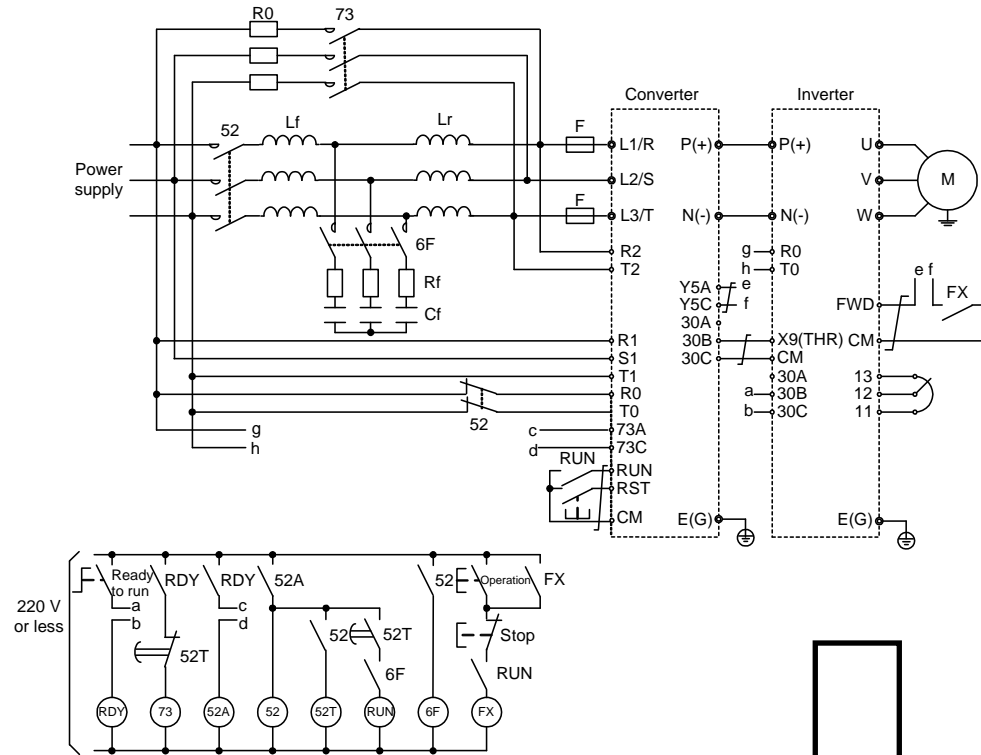 R0
73
Converter
Inverter
52
Lf
Lr
F
L1/R
P(+)
P(+)
U
Power
supply
L2/S
V
M
F
L3/T
N(-)
N(-)
W
6F
R2
g
R0
T2
h
T0
Rf
Y5A
e
e f
FX
Y5C
f
FWD
Cf
30A
R1
30B
X9(THR)
CM
S1
30C
CM
T1
30A
13
R0
a
30B
12
T0
b
30C
11
52
g
c
73A
h
d
73C
RUN
RUN
RST
CM
E(G)
E(G)
220 V
or less
Ready
to run
RDY
RDY
52A
52
Operation
FX
a
c
b
d
52
52T
Stop
52T
6F
RUN
RDY
73
52A
52
52T
RUN
6F
FX